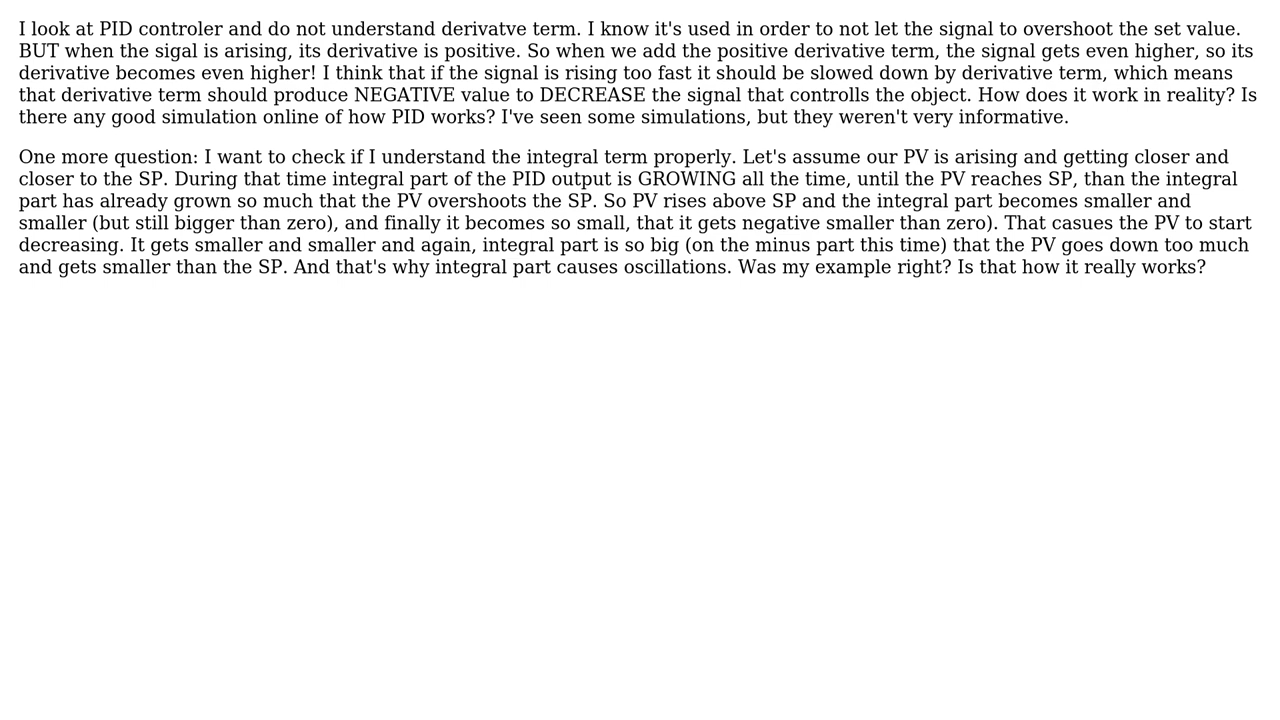 I look at PID controler and do not understand derivatve term. I know it's used in order to not let the signal to overshoot the set value.
BUT when the sigal is arising, its derivative is positive. So when we add the positive derivative term, the signal gets even higher, so its
derivative becomes even higher! I think that if the signal is rising too fast it should be slowed down by derivative term, which means
that derivative term should produce NEGATIVE value to DECREASE the signal that controlls the object. How does it work in reality? Is
there any good simulation online of how PID works? I've seen some simulations, but they weren't very informative.
One more question: I want to check if I understand the integral term properly. Let's assume our PV is arising and getting closer and
closer to the SP. During that time integral part of the PID output is GROWING all the time, until the PV reaches SP, than the integral
part has already grown so much that the PV overshoots the SP. So PV rises above SP and the integral part becomes smaller and
smaller (but still bigger than zero), and finally it becomes so small, that it gets negative smaller than zero). That casues the PV to start
decreasing. It gets smaller and smaller and again, integral part is so big (on the minus part this time) that the PV goes down too much
and gets smaller than the SP. And that's why integral part causes oscillations. Was my example right? Is that how it really works?